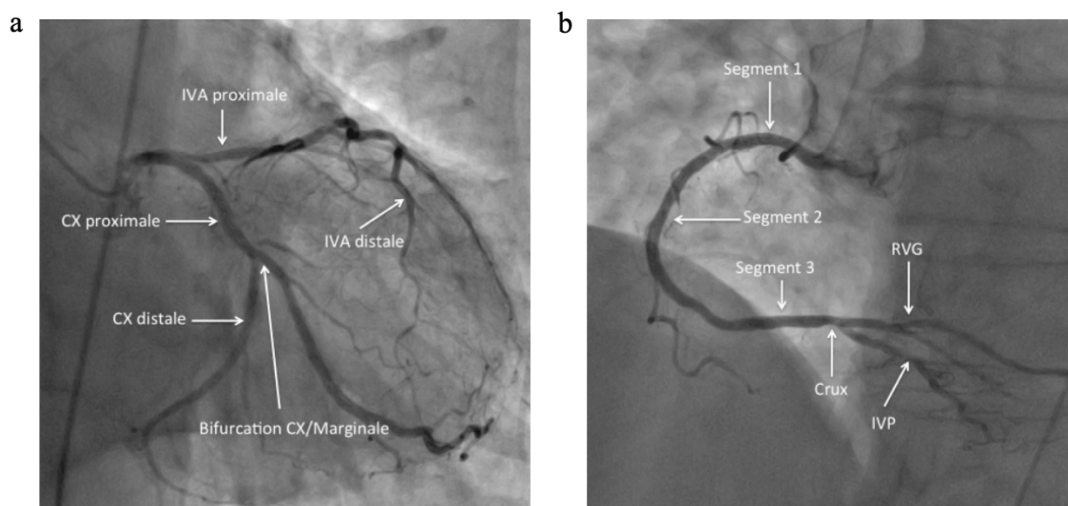 a
IVA proximale
CX proximale
IVA distale
CX distale
Bifurcation CX/Marginale
b
Segment 1
Segment 2
RVG
Segment 3
Crux
IVP